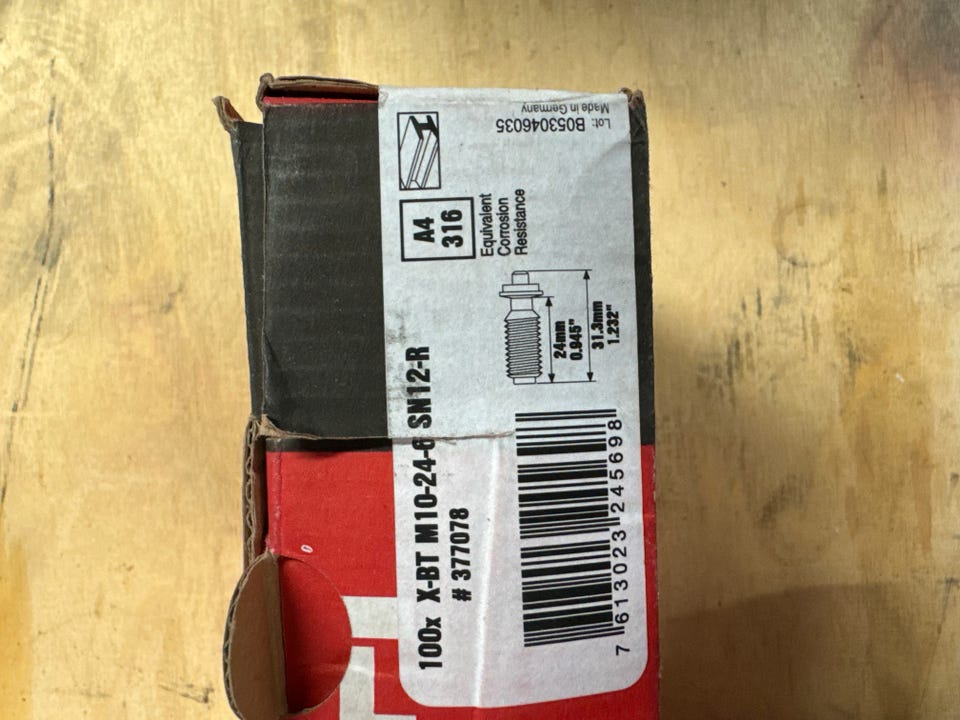 100x X-BT M10-24-6 SN12-R
# 377078
A4
316
Equivalent
Corrosion
Resistance
24mm
0.945"
31.3mm
1.232"
7 613023 245698
Lot: B053046035
Made in Germany